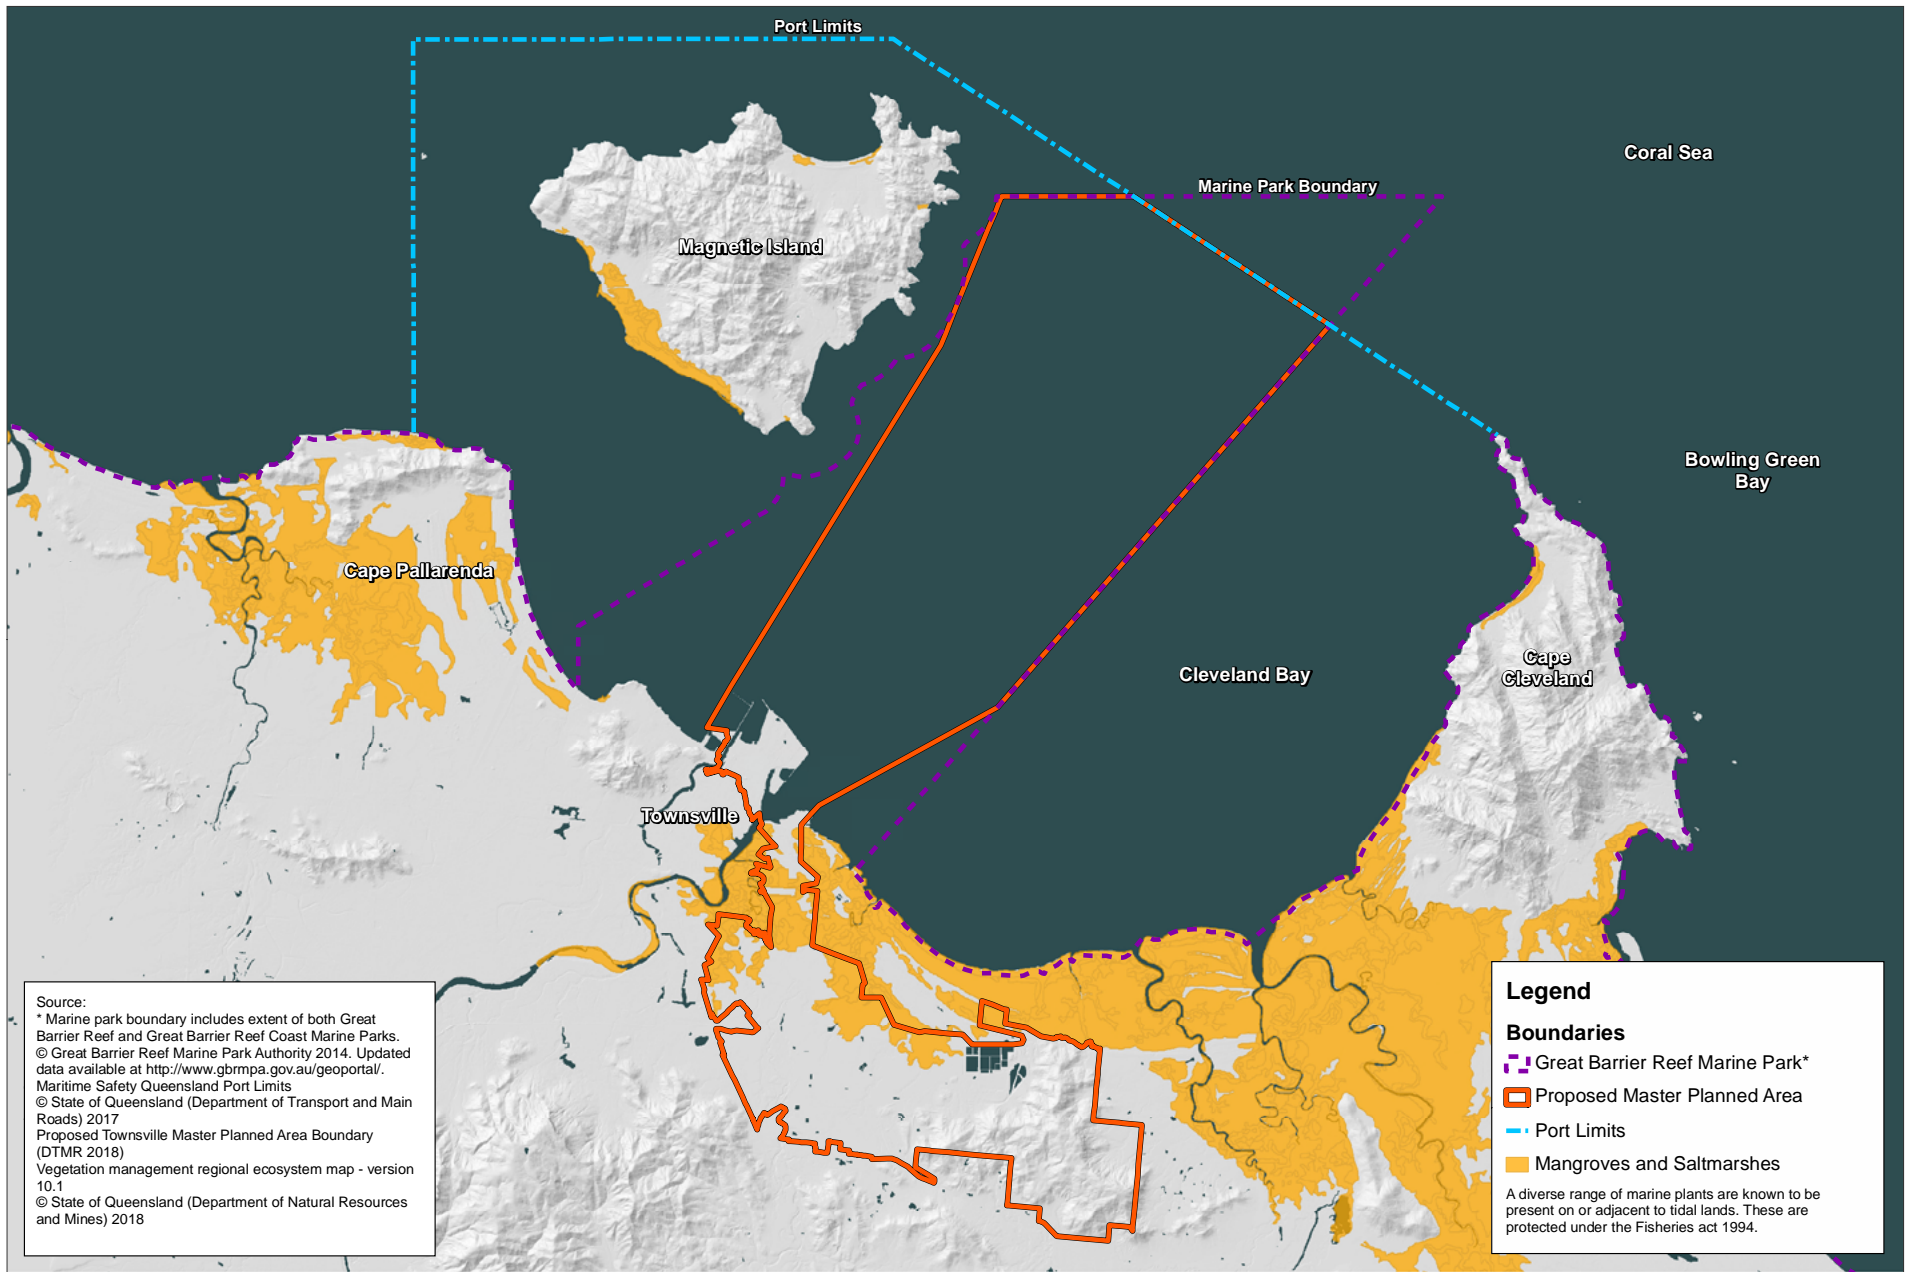 Port Limits
Coral Sea
Marine Park Boundary
Magnetic Island
Bowling Green
Bay
Cape Pallarenda
Cleveland Bay
Cape
Cleveland
Townsville
Source:
* Marine park boundary includes extent of both Great
Barrier Reef and Great Barrier Reef Coast Marine Parks.
© Great Barrier Reef Marine Park Authority 2014. Updated
data available at http://www.gbrmpa.gov.au/geoportal/.
Maritime Safety Queensland Port Limits
© State of Queensland (Department of Transport and Main
Roads) 2017
Proposed Townsville Master Planned Area Boundary
(DTMR 2018)
Vegetation management regional ecosystem map - version
10.1
© State of Queensland (Department of Natural Resources
and Mines) 2018
Legend
Boundaries
Great Barrier Reef Marine Park*
Proposed Master Planned Area
Port Limits
Mangroves and Saltmarshes
A diverse range of marine plants are known to be
present on or adjacent to tidal lands. These are
protected under the Fisheries act 1994.